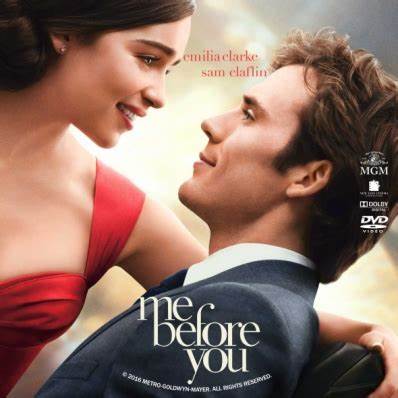 emilia clarke
sam claflin
MGM
DOLBY
DIGITAL
DVD
VIDEO
me
before
you
© 2016 METRO-GOLDWYN-MAYER. ALL RIGHTS RESERVED.